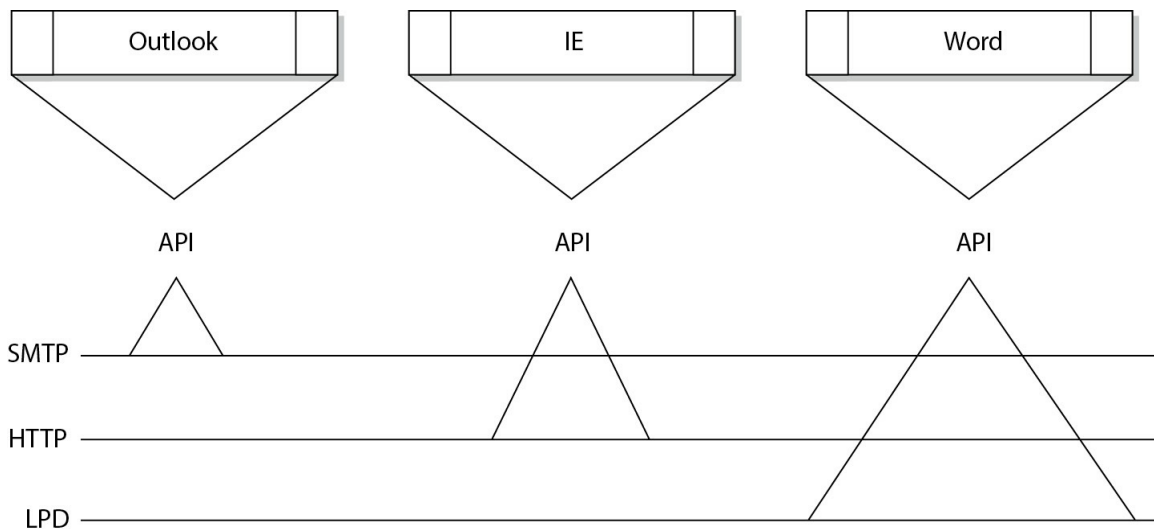 Outlook
IE
Word
API
API
API
SMTP
HTTP
LPD